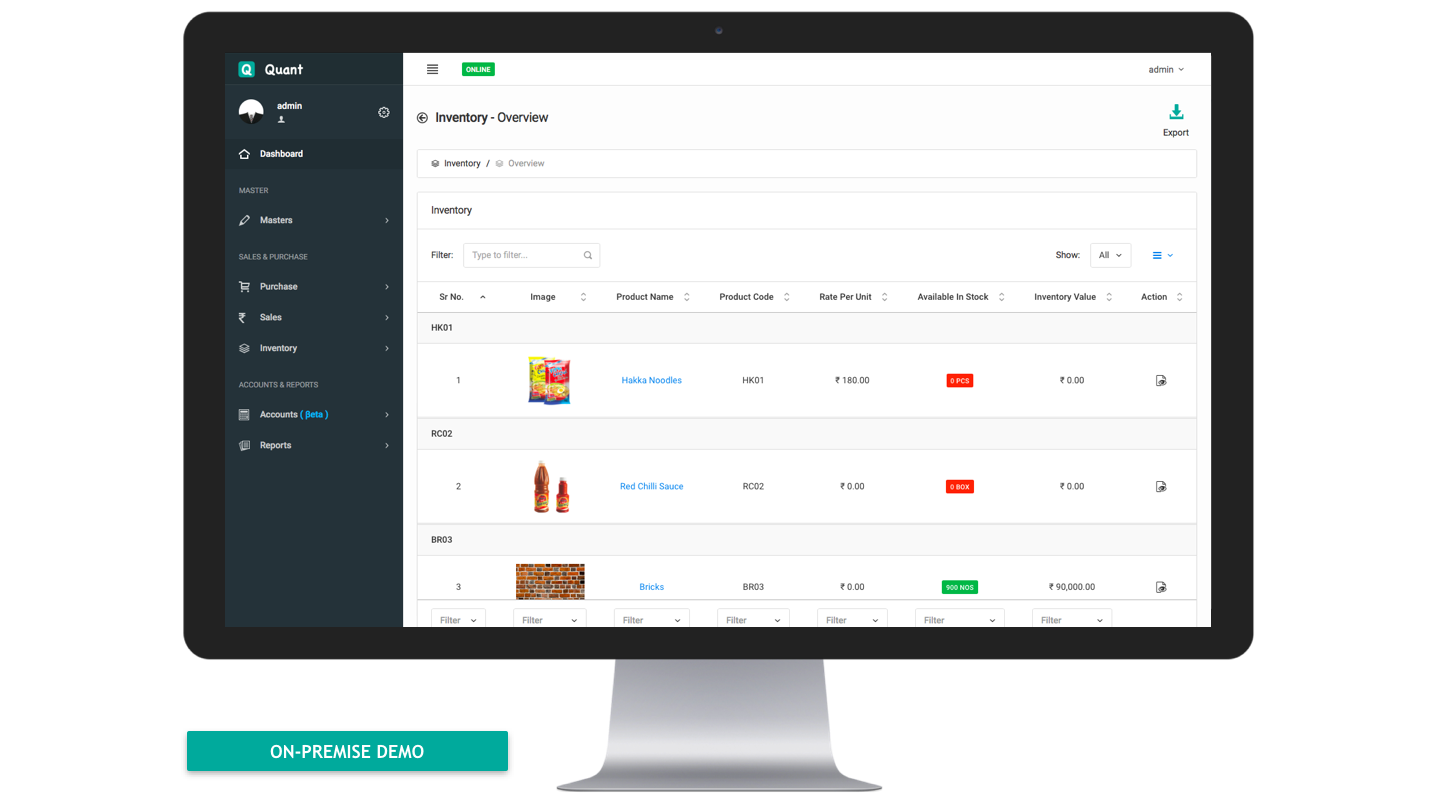 Quant
ONLINE
admin
admin
Inventory - Overview
Export
Dashboard
Inventory / Overview
MASTER
Masters
Inventory
SALES & PURCHASE
Filter: Type to filter... Show: All
Purchase
Sr No. Image Product Name Product Code Rate Per Unit Available In Stock Inventory Value Action
Sales
HK01
Inventory
1 Hakka Noodles HK01 ₹ 180.00 0 PCS ₹ 0.00
ACCOUNTS & REPORTS
Accounts ( βeta )
RC02
Reports
2 Red Chilli Sauce RC02 ₹ 0.00 0 BOX ₹ 0.00
BR03
3 Bricks BR03 ₹ 0.00 900 NOS ₹ 90,000.00
Filter Filter Filter Filter Filter Filter Filter
ON-PREMISE DEMO